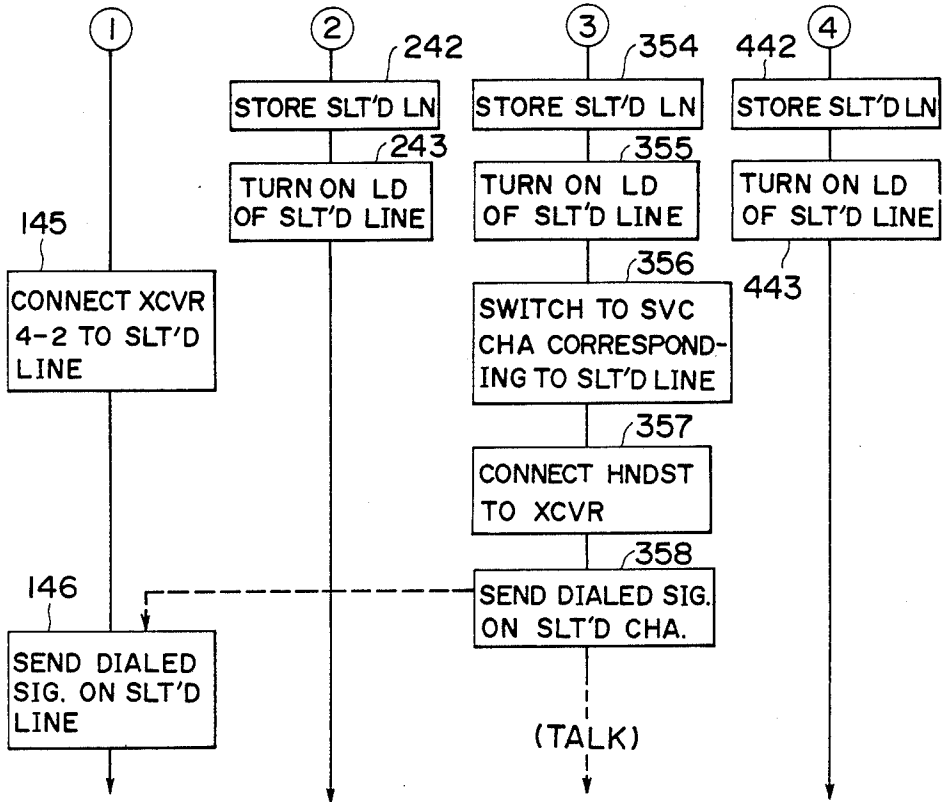 1
2
3
4
242
354
442
STORE SLT'D LN
STORE SLT'D LN
STORE SLT'D LN
243
355
TURN ON LD
OF SLT'D LINE
TURN ON LD
OF SLT'D LINE
TURN ON LD
OF SLT'D LINE
443
145
CONNECT XCVR
4-2 TO SLT'D
LINE
356
SWITCH TO SVC
CHA CORRESPOND-
ING TO SLT'D LINE
357
CONNECT HNDST
TO XCVR
358
SEND DIALED SIG.
ON SLT'D CHA.
146
SEND DIALED
SIG. ON SLT'D
LINE
(TALK)